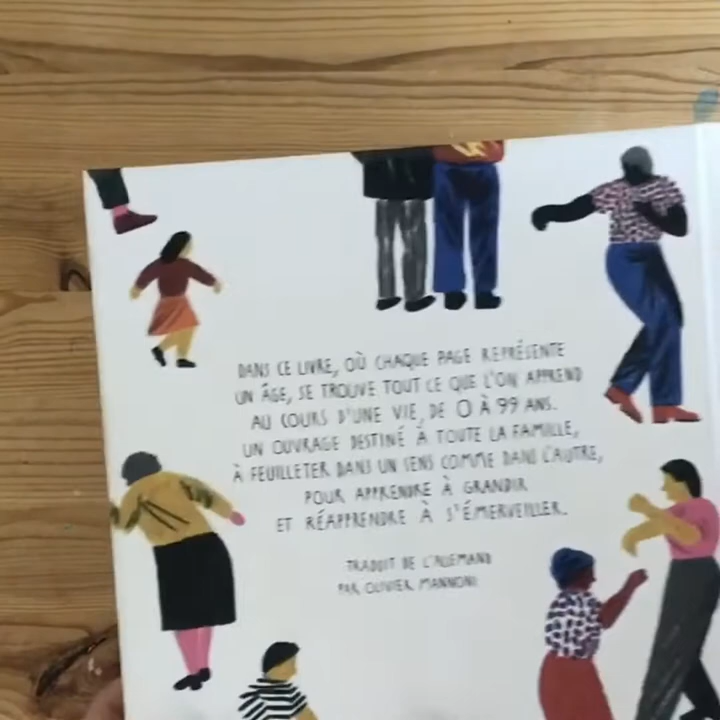 DANS CE LIVRE, OÙ CHAQUE PAGE REPRÉSENTE
UN ÂGE, SE TROUVE TOUT CE QUE L'ON APPREND
AU COURS D'UNE VIE, DE 0 À 99 ANS.
UN OUVRAGE DESTINÉ À TOUTE LA FAMILLE,
À FEUILLETER DANS UN SENS COMME DANS L'AUTRE,
POUR APPRENDRE À GRANDIR
ET RÉAPPRENDRE À S'ÉMERVEILLER.
TRADUIT DE L'ALLEMAND
PAR OLIVIER MANNONI